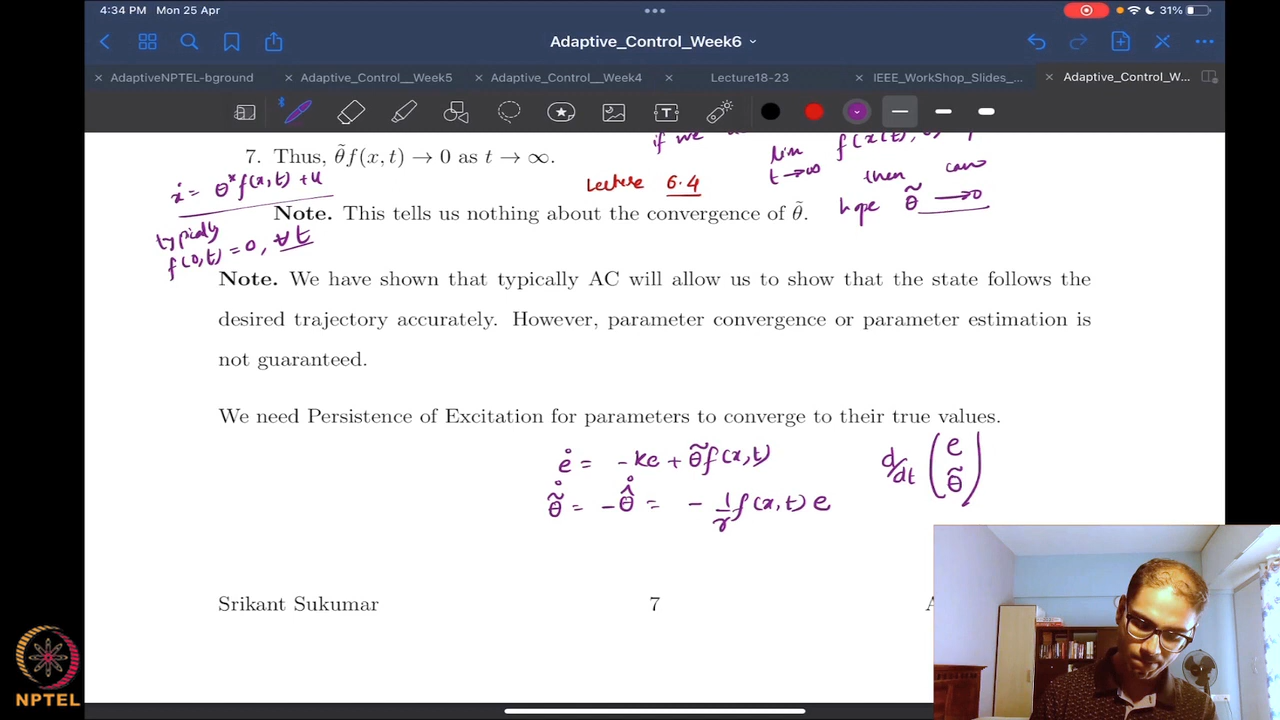 4:34 PM Mon 25 Apr
31%
Adaptive_Control_Week6
AdaptiveNPTEL-bground
Adaptive_Control__Week5
Adaptive_Control__Week4
Lecture18-23
IEEE_WorkShop_Slides_...
Adaptive_Control_W...
if we
lim t→∞ f(x(t),
7. Thus, θ̃f(x, t) → 0 as t → ∞.
then can
ẋ = θ*f(x,t) + u
Lecture 6.4
hope θ̃ → 0
Note. This tells us nothing about the convergence of θ̃.
typically
f(0,t) = 0, ∀ t
Note. We have shown that typically AC will allow us to show that the state follows the
desired trajectory accurately. However, parameter convergence or parameter estimation is
not guaranteed.
We need Persistence of Excitation for parameters to converge to their true values.
ė = -ke + θ̃f(x,t)
d/dt (e θ̃)
θ̃̇ = -θ̂̇ = - 1/γ f(x,t) e
Srikant Sukumar
7
A
NPTEL